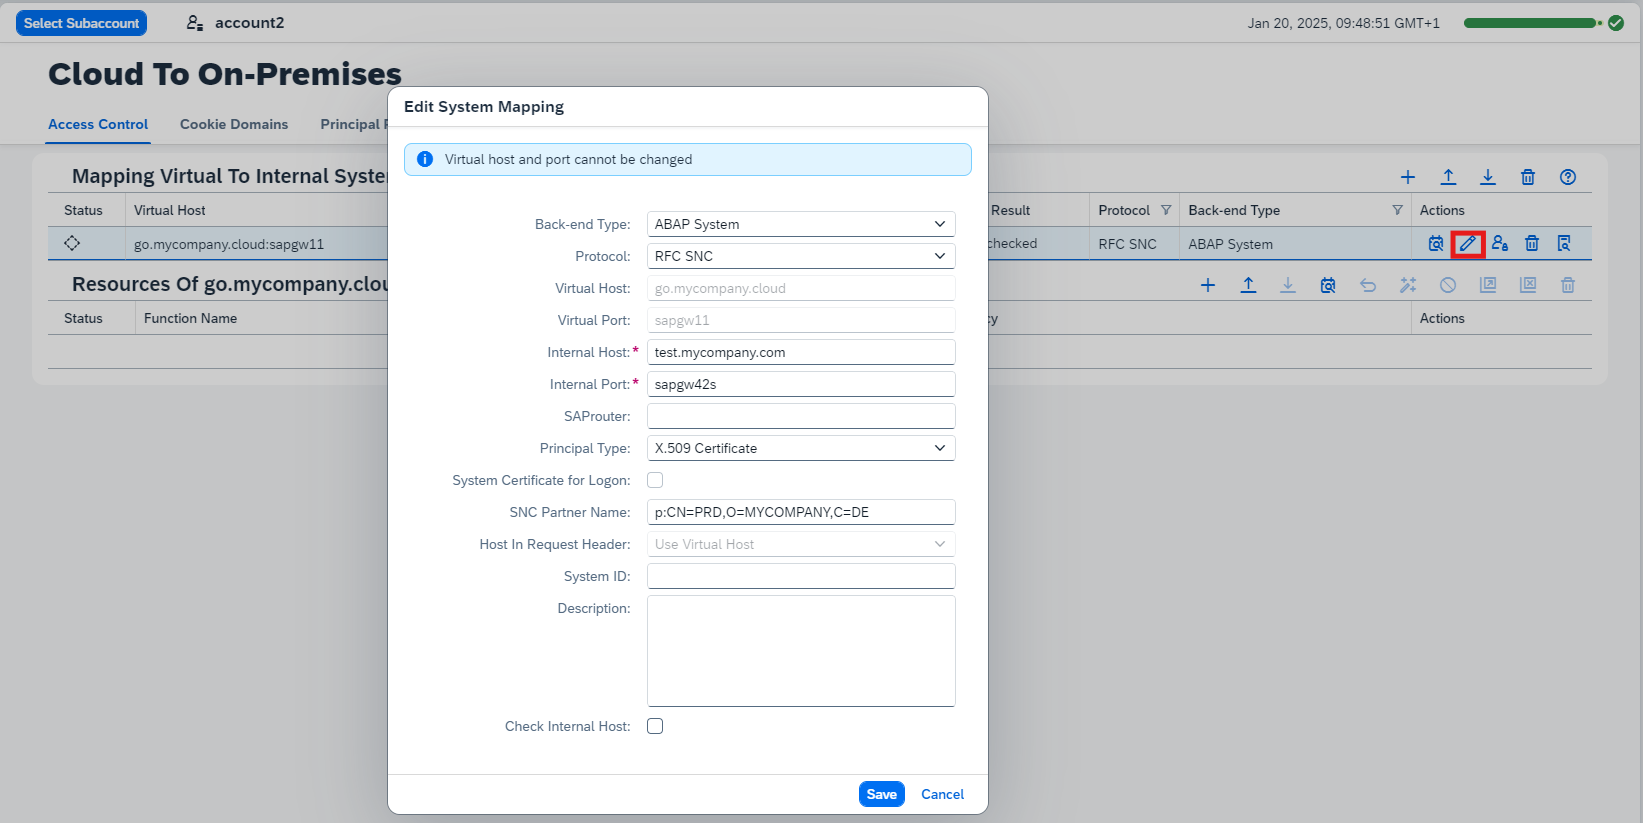 Select Subaccount
account2
Jan 20, 2025, 09:48:51 GMT+1
Cloud To On-Premises
Access Control Cookie Domains Principal
Mapping Virtual To Internal
Status Virtual Host Result Protocol Back-end Type Actions
go.mycompany.cloud:sapgw11 checked RFC SNC ABAP System
Resources Of
Status Function Name Actions
Edit System Mapping
Virtual host and port cannot be changed
Back-end Type: ABAP System
Protocol: RFC SNC
Virtual Host: go.mycompany.cloud
Virtual Port: sapgw11
Internal Host:* test.mycompany.com
Internal Port:* sapgw42s
SAProuter:
Principal Type: X.509 Certificate
System Certificate for Logon:
SNC Partner Name: p:CN=PRD,O=MYCOMPANY,C=DE
Host In Request Header: Use Virtual Host
System ID:
Description:
Check Internal Host:
Save Cancel